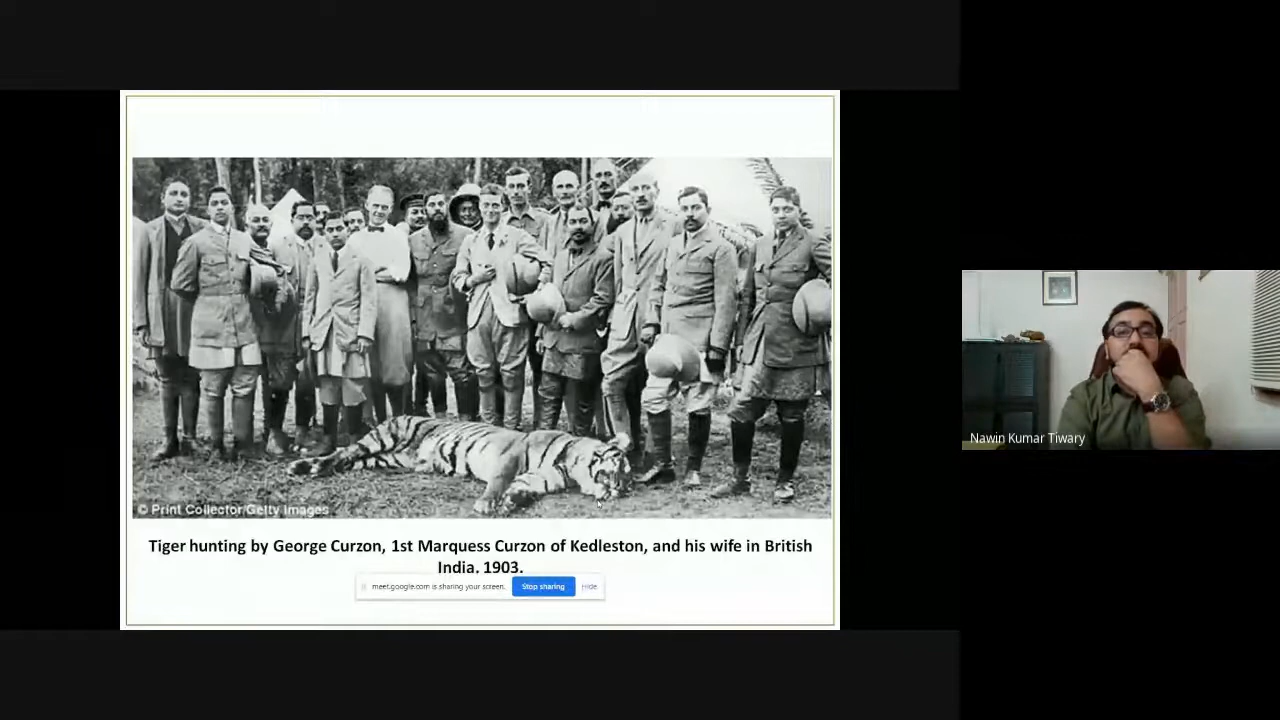 © Print Collector/Getty Images
Tiger hunting by George Curzon, 1st Marquess Curzon of Kedleston, and his wife in British
India. 1903.
meet.google.com is sharing your screen. Stop sharing Hide
Nawin Kumar Tiwary